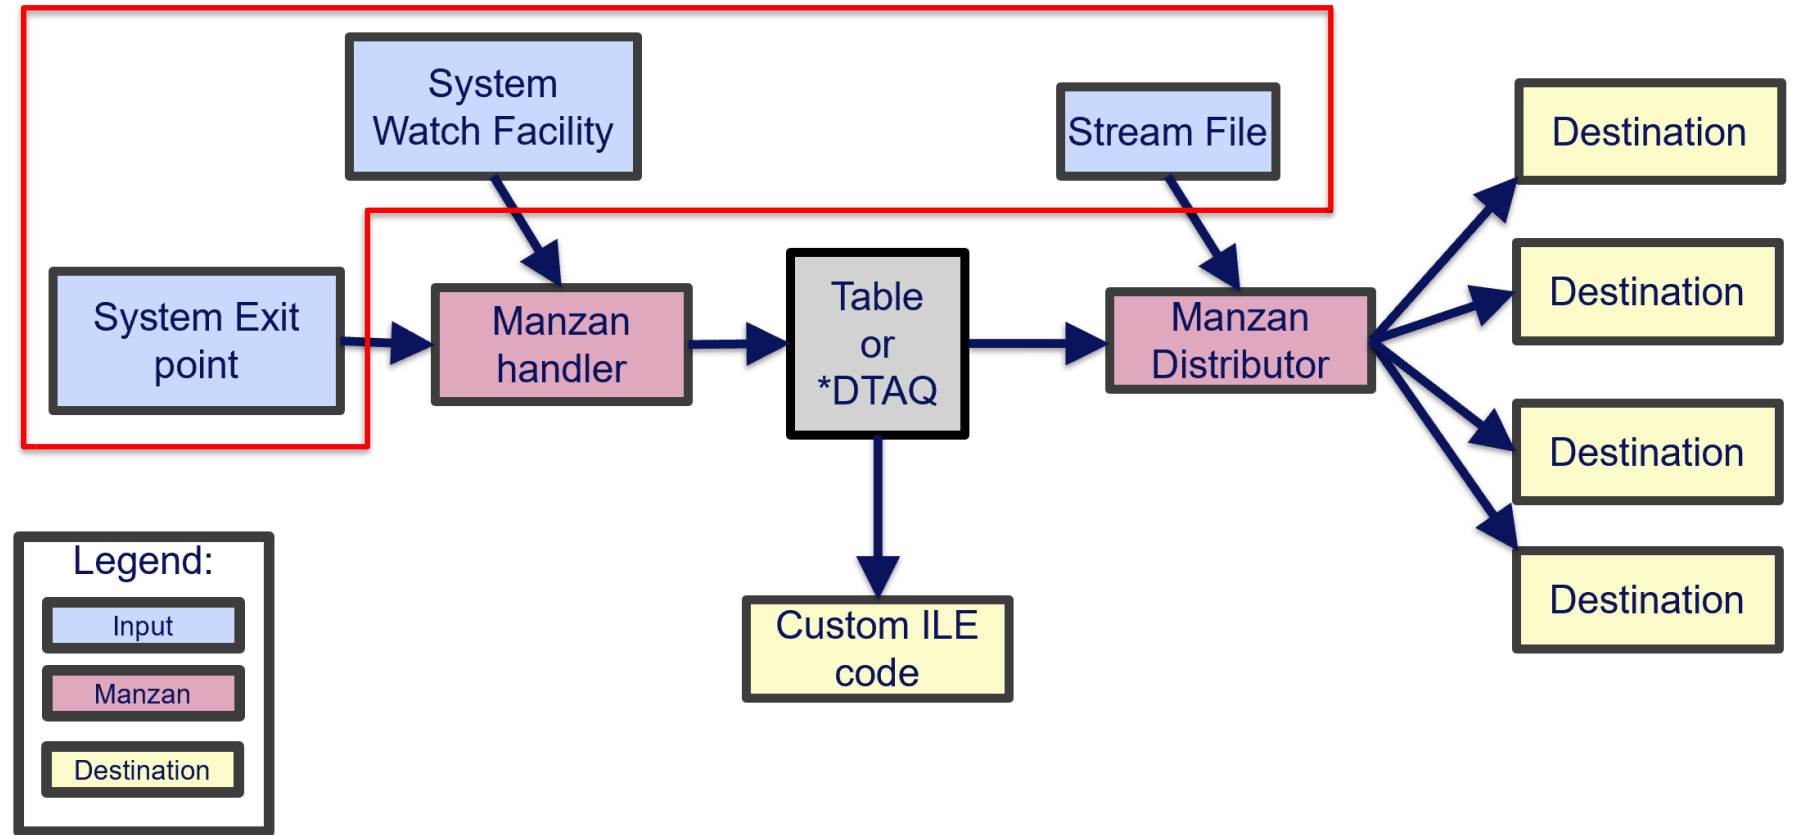 System
Watch Facility
Stream File
Destination
System Exit
point
Manzan
handler
Table
or
*DTAQ
Manzan
Distributor
Destination
Destination
Destination
Custom ILE
code
Legend:
Input
Manzan
Destination